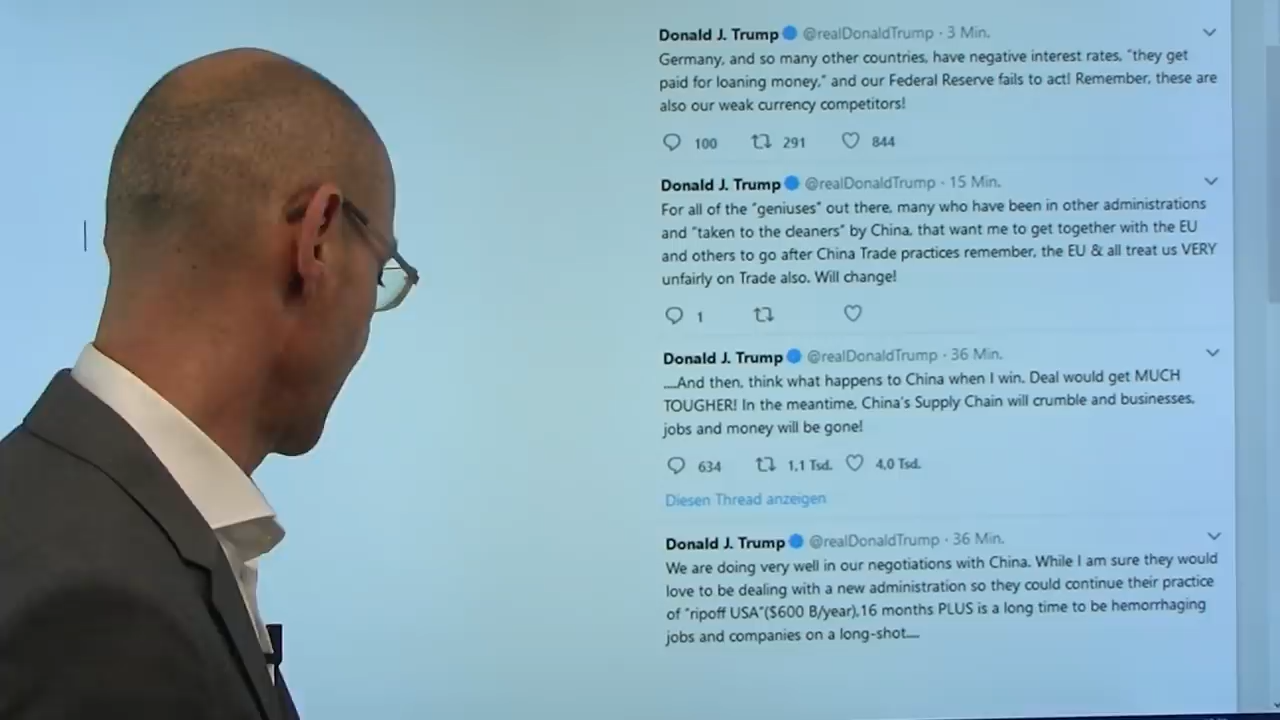 Donald J. Trump @realDonaldTrump · 3 Min.
Germany, and so many other countries, have negative interest rates, "they get
paid for loaning money," and our Federal Reserve fails to act! Remember, these are
also our weak currency competitors!
100 291 844
Donald J. Trump @realDonaldTrump · 15 Min.
For all of the "geniuses" out there, many who have been in other administrations
and "taken to the cleaners" by China, that want me to get together with the EU
and others to go after China Trade practices remember, the EU & all treat us VERY
unfairly on Trade also. Will change!
1
Donald J. Trump @realDonaldTrump · 36 Min.
....And then, think what happens to China when I win. Deal would get MUCH
TOUGHER! In the meantime, China's Supply Chain will crumble and businesses,
jobs and money will be gone!
634 1,1 Tsd. 4,0 Tsd.
Diesen Thread anzeigen
Donald J. Trump @realDonaldTrump · 36 Min.
We are doing very well in our negotiations with China. While I am sure they would
love to be dealing with a new administration so they could continue their practice
of "ripoff USA"($600 B/year),16 months PLUS is a long time to be hemorrhaging
jobs and companies on a long-shot....